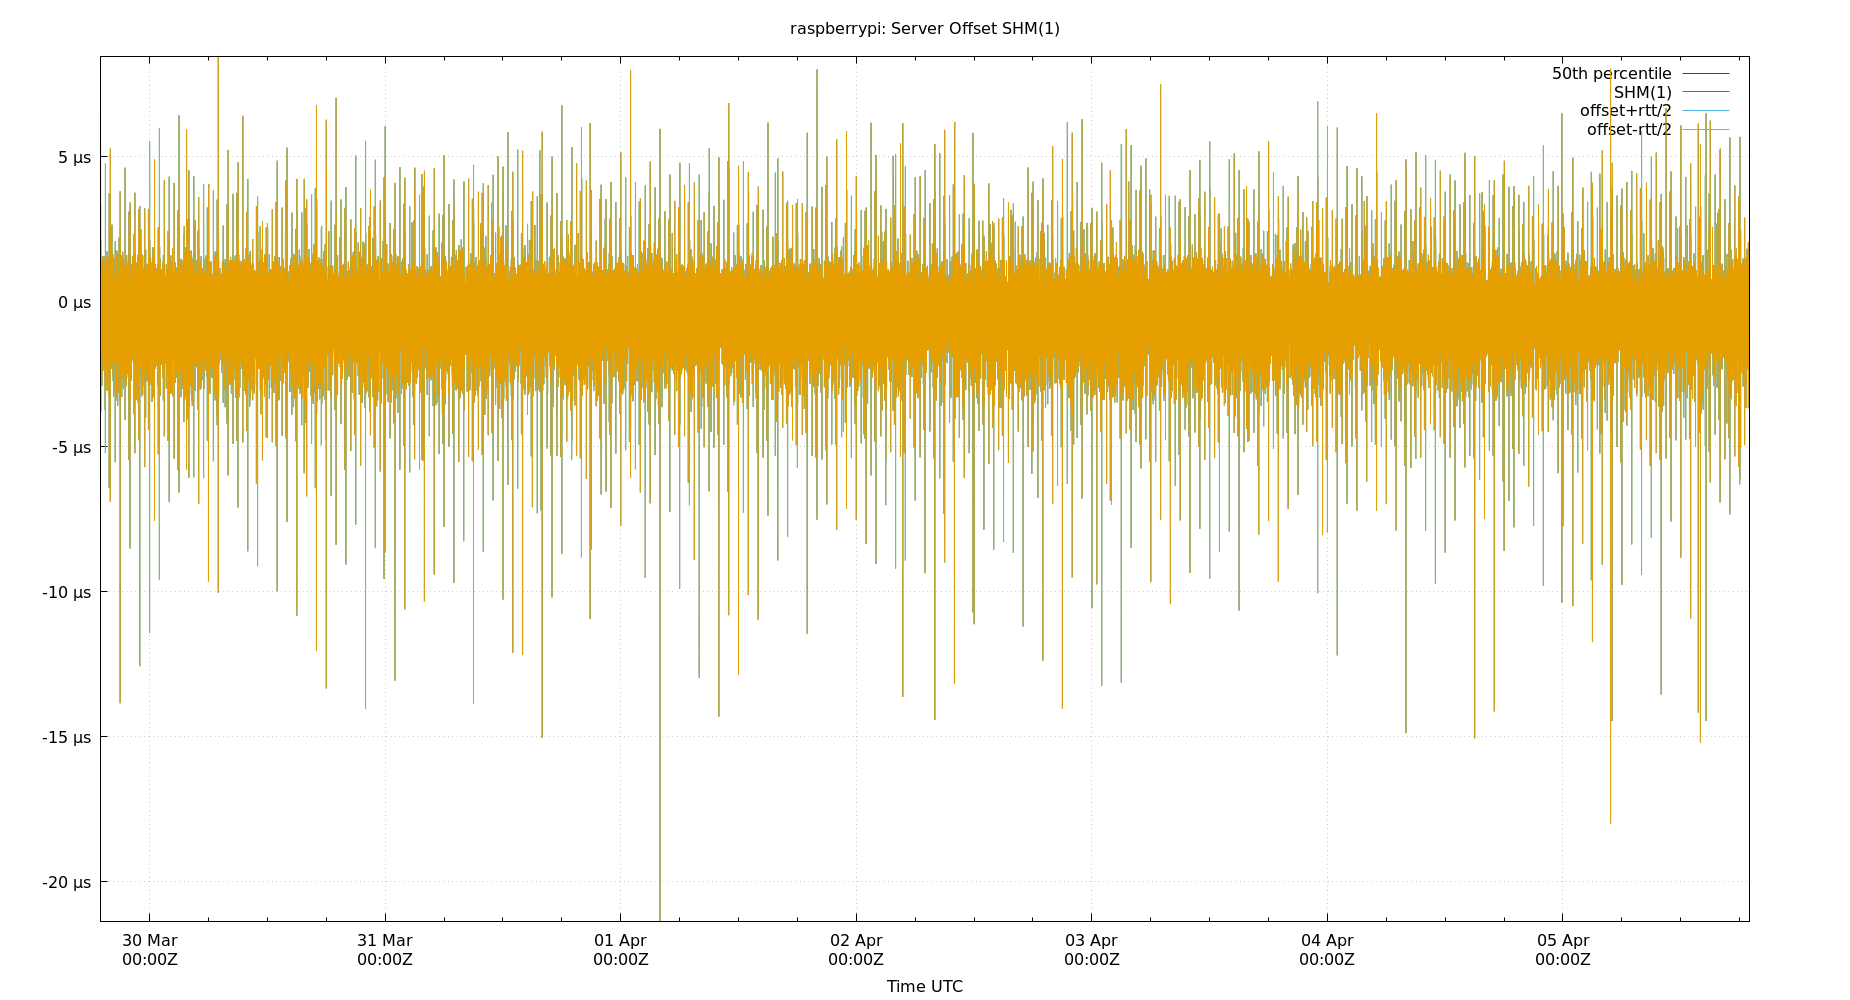 raspberrypi: Server Offset SHM(1)
50th percentile
SHM(1)
offset+rtt/2
offset-rtt/2
5 µs
0 µs
-5 µs
-10 µs
-15 µs
-20 µs
30 Mar 31 Mar 01 Apr 02 Apr 03 Apr 04 Apr 05 Apr
00:00Z 00:00Z 00:00Z 00:00Z 00:00Z 00:00Z 00:00Z
Time UTC